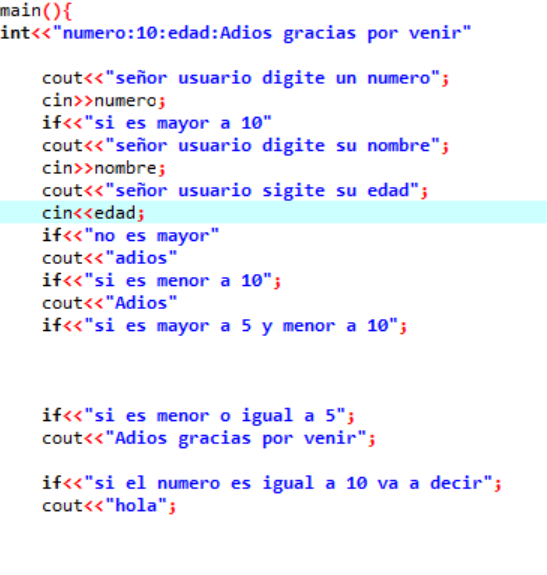 main(){
int<<"numero:10:edad:Adios gracias por venir"
cout<<"señor usuario digite un numero";
cin>>numero;
if<<"si es mayor a 10"
cout<<"señor usuario digite su nombre";
cin>>nombre;
cout<<"señor usuario sigite su edad";
cin<<edad;
if<<"no es mayor"
cout<<"adios"
if<<"si es menor a 10";
cout<<"Adios"
if<<"si es mayor a 5 y menor a 10";
if<<"si es menor o igual a 5";
cout<<"Adios gracias por venir";
if<<"si el numero es igual a 10 va a decir";
cout<<"hola";